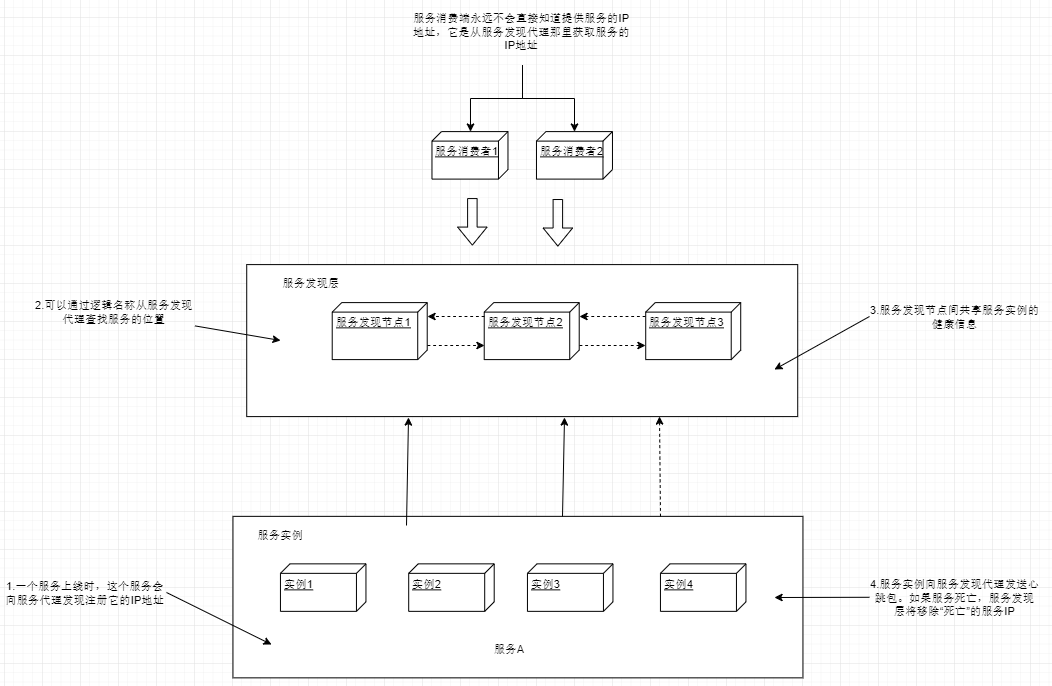 服务消费端永远不会直接知道提供服务的IP
地址，它是从服务发现代理那里获取服务的
IP地址
服务消费者1
服务消费者2
服务发现层
2.可以通过逻辑名称从服务发现
代理查找服务的位置
服务发现节点1
服务发现节点2
服务发现节点3
3.服务发现节点间共享服务实例的
健康信息
服务实例
1.一个服务上线时，这个服务会
向服务代理发现注册它的IP地址
实例1
实例2
实例3
实例4
4.服务实例向服务发现代理发送心
跳包。如果服务死亡，服务发现
层将移除“死亡”的服务IP
服务A